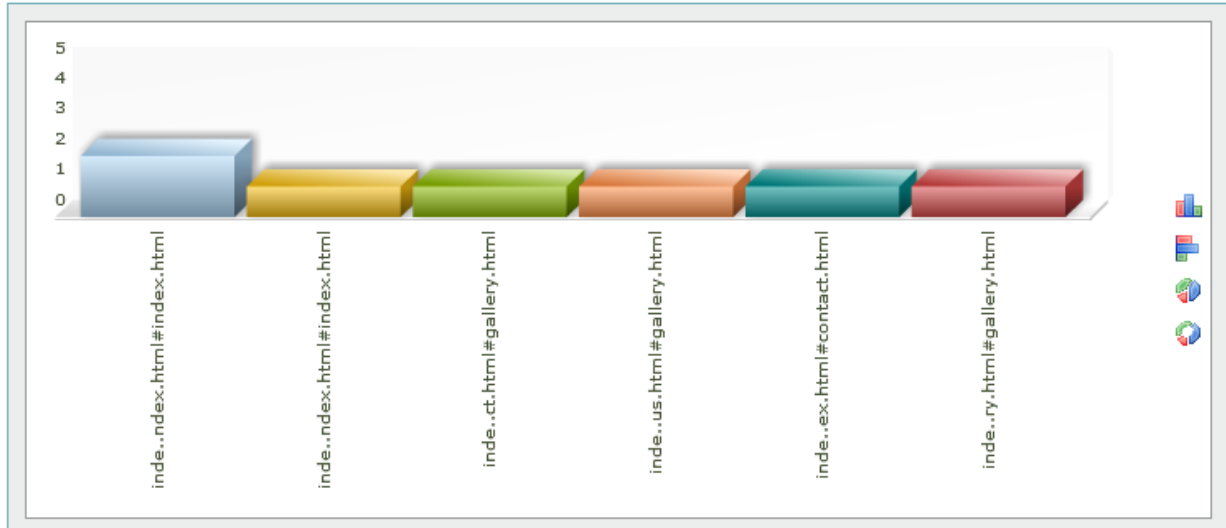 5
4
3
2
1
0
inde..ndex.html#index.html
inde..ndex.html#index.html
inde..ct.html#gallery.html
inde..us.html#gallery.html
inde..ex.html#contact.html
inde..ry.html#gallery.html